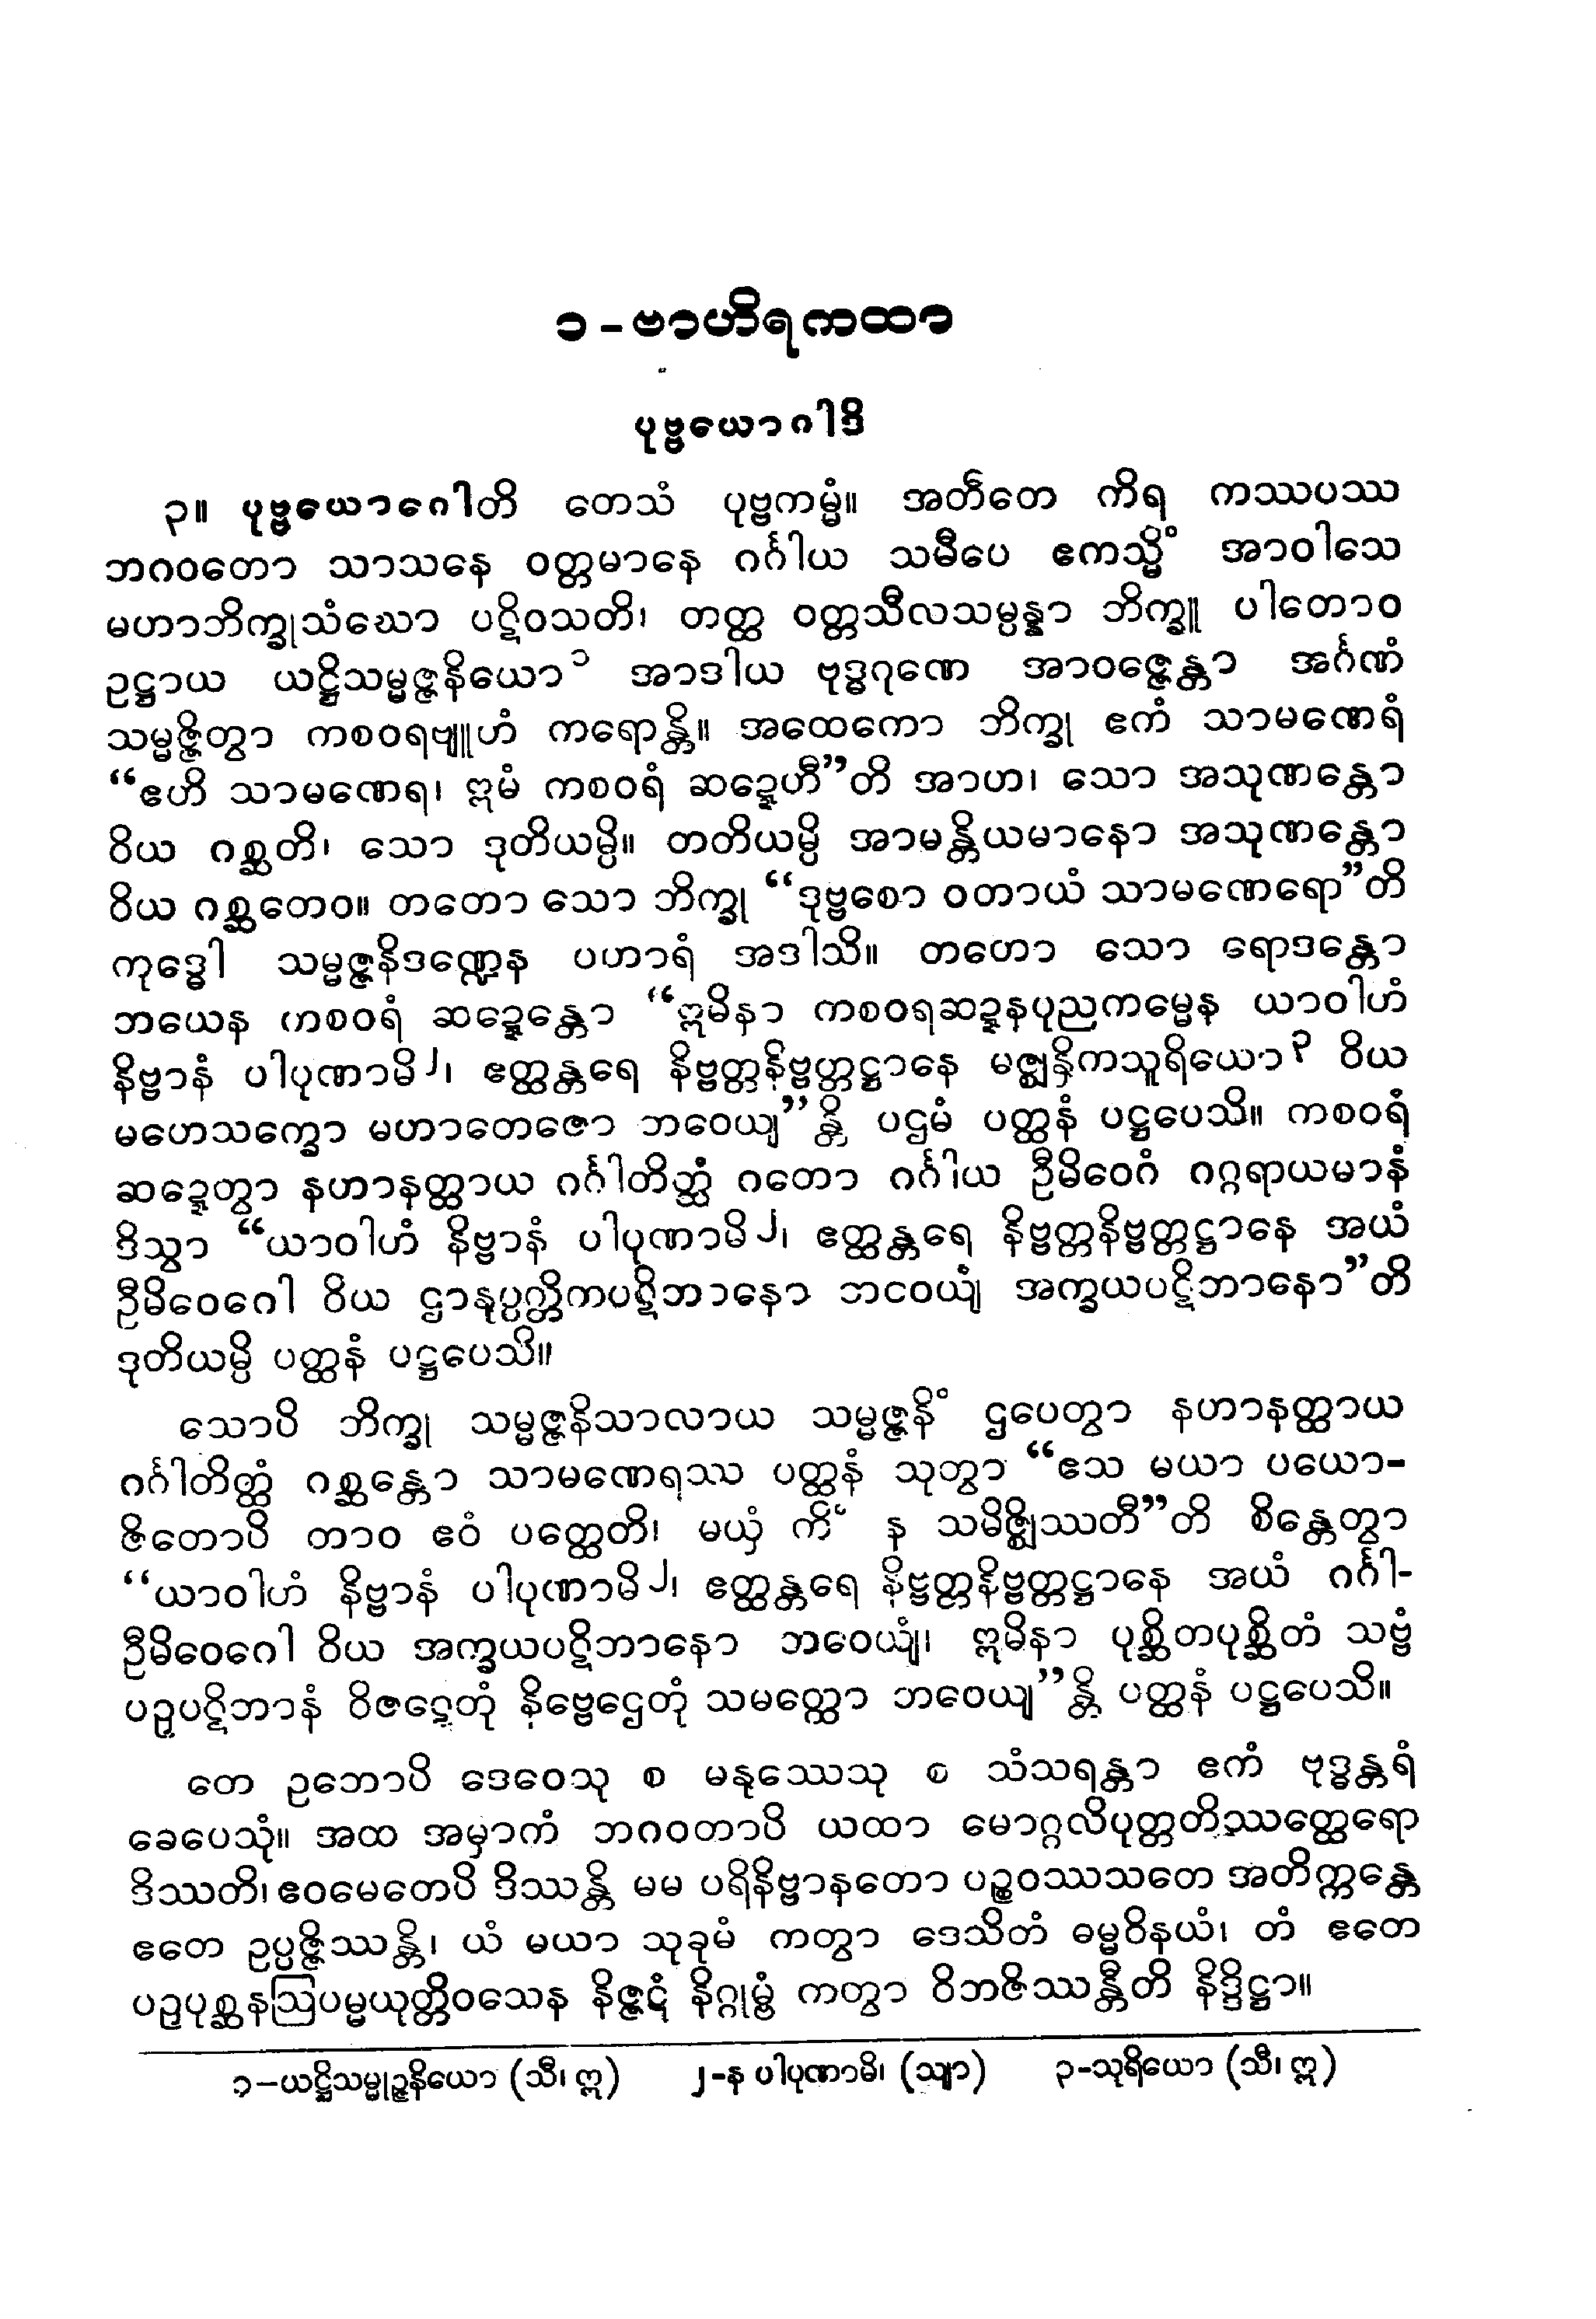 ၁ - ဗာဟိရကထာ
ပုဗ္ဗယောဂါဒိ
၃။ ပုဗ္ဗယောဂေါတိ တေသံ ပုဗ္ဗကမ္မံ။ အတီတေ ကိရ ကဿပဿ
ဘဂဝတော သာသနေ ဝတ္တမာနေ ဂင်္ဂါယ သမီပေ ဧကသ္မိံ အာဝါသေ
မဟာဘိက္ခုသံဃော ပဋိဝသတိ၊ တတ္ထ ဝတ္တသီလသမ္ပန္နာ ဘိက္ခူ ပါတောဝ
ဥဋ္ဌာယ ယဋ္ဌိသမ္မဇ္ဇနိယော၁ အာဒါယ ဗုဒ္ဓဂုဏေ အာဝဇ္ဇေန္တာ အင်္ဂဏံ
သမ္မဇ္ဇိတွာ ကစဝရဗျူဟံ ကရောန္တိ။ အထေကော ဘိက္ခု ဧကံ သာမဏေရံ
“ဧဟိ သာမဏေရ၊ ဣမံ ကစဝရံ ဆဍ္ဍေဟီ”တိ အာဟ၊ သော အသုဏန္တော
ဝိယ ဂစ္ဆတိ၊ သော ဒုတိယမ္ပိ။ တတိယမ္ပိ အာမန္တိယမာနော အသုဏန္တော
ဝိယ ဂစ္ဆတေဝ။ တတော သော ဘိက္ခု “ဒုဗ္ဗစော ဝတာယံ သာမဏေရော”တိ
ကုဒ္ဓေါ သမ္မဇ္ဇနိဒဏ္ဍေန ပဟာရံ အဒါသိ။ တဟော သော ရောဒန္တော
ဘယေန ကစဝရံ ဆဍ္ဍေန္တော “ဣမိနာ ကစဝရဆဍ္ဍနပုညကမ္မေန ယာဝါဟံ
နိဗ္ဗာနံ ပါပုဏာမိ၂၊ ဧတ္ထန္တရေ နိဗ္ဗတ္တနိဗ္ဗတ္တဋ္ဌာနေ မဇ္ဈနှိကသူရိယော၃ ဝိယ
မဟေသက္ခော မဟာတေဇော ဘဝေယျ”န္တိ ပဌမံ ပတ္ထနံ ပဋ္ဌပေသိ။ ကစဝရံ
ဆဍ္ဍေတွာ နဟာနတ္ထာယ ဂင်္ဂါတိတ္ထံ ဂတော ဂင်္ဂါယ ဦမိဝေဂံ ဂဂ္ဂရာယမာနံ
ဒိသွာ “ယာဝါဟံ နိဗ္ဗာနံ ပါပုဏာမိ၂၊ ဧတ္ထန္တရေ နိဗ္ဗတ္တနိဗ္ဗတ္တဋ္ဌာနေ အယံ
ဦမိဝေဂေါ ဝိယ ဌာနုပ္ပတ္တိကပဋိဘာနော ဘဝေယျံ အက္ခယပဋိဘာနော”တိ
ဒုတိယမ္ပိ ပတ္ထနံ ပဋ္ဌပေသိ။
သောပိ ဘိက္ခု သမ္မဇ္ဇနိသာလာယ သမ္မဇ္ဇနိံ ဌပေတွာ နဟာနတ္ထာယ
ဂင်္ဂါတိတ္ထံ ဂစ္ဆန္တော သာမဏေရဿ ပတ္ထနံ သုတွာ “ဧသ မယာ ပယော-
ဇိတောပိ တာဝ ဧဝံ ပတ္ထေတိ၊ မယှံ ကိံ န သမိဇ္ဈိဿတီ”တိ စိန္တေတွာ
“ယာဝါဟံ နိဗ္ဗာနံ ပါပုဏာမိ၂၊ ဧတ္ထန္တရေ နိဗ္ဗတ္တနိဗ္ဗတ္တဋ္ဌာနေ အယံ ဂင်္ဂါ-
ဦမိဝေဂေါ ဝိယ အက္ခယပဋိဘာနော ဘဝေယျံ၊ ဣမိနာ ပုစ္ဆိတပုစ္ဆိတံ သဗ္ဗံ
ပဉှပဋိဘာနံ ဝိဇဋေတုံ နိဗ္ဗေဌေတုံ သမတ္ထော ဘဝေယျ”န္တိ ပတ္ထနံ ပဋ္ဌပေသိ။
တေ ဥဘောပိ ဒေဝေသု စ မနုဿေသု စ သံသရန္တာ ဧကံ ဗုဒ္ဓန္တရံ
ခေပေသုံ။ အထ အမှာကံ ဘဂဝတာပိ ယထာ မောဂ္ဂလိပုတ္တတိဿတ္ထေရော
ဒိဿတိ၊ ဧဝမေတေပိ ဒိဿန္တိ မမ ပရိနိဗ္ဗာနတော ပဉ္စဝဿသတေ အတိက္ကန္တေ
ဧတေ ဥပ္ပဇ္ဇိဿန္တိ၊ ယံ မယာ သုခုမံ ကတွာ ဒေသိတံ ဓမ္မဝိနယံ၊ တံ ဧတေ
ပဉှပုစ္ဆနဩပမ္မယုတ္တိဝသေန နိဇ္ဇဋံ နိဂ္ဂုမ္ဗံ ကတွာ ဝိဘဇိဿန္တီတိ နိဒ္ဒိဋ္ဌာ။
၁-ယဋ္ဌိသမ္မုဉ္ဇနိယော (သီ၊ ဣ) ၂-န ပါပုဏာမိ၊ (သျာ) ၃-သုရိယော (သီ၊ ဣ)